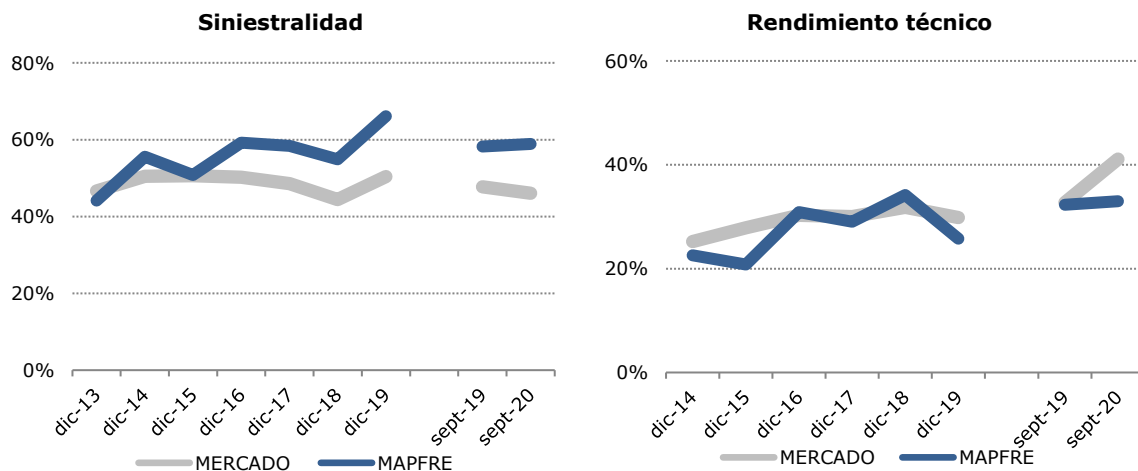 Siniestralidad
80%
60%
40%
20%
0%
dic-13
dic-14
dic-15
dic-16
dic-17
dic-18
dic-19
sept-19
sept-20
MERCADO
MAPFRE
Rendimiento técnico
60%
40%
20%
0%
dic-14
dic-15
dic-16
dic-17
dic-18
dic-19
sept-19
sept-20
MERCADO
MAPFRE